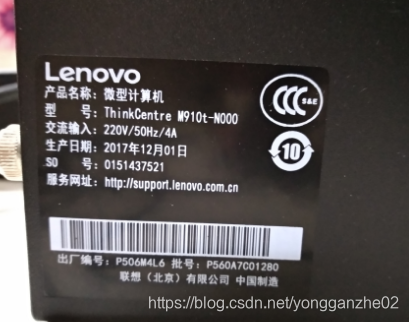 Lenovo
产品名称：微型计算机
型　　号：ThinkCentre M910t-N000
交流输入：220V/50Hz/4A
生产日期：2017年12月01日
SO　　号：0151437521
服务网址：http://support.lenovo.com.cn
CCC S&E
10
出厂编号：P506M4L6 批号：P560A7C01280
联想（北京）有限公司 中国制造
https://blog.csdn.net/yongganzhe02